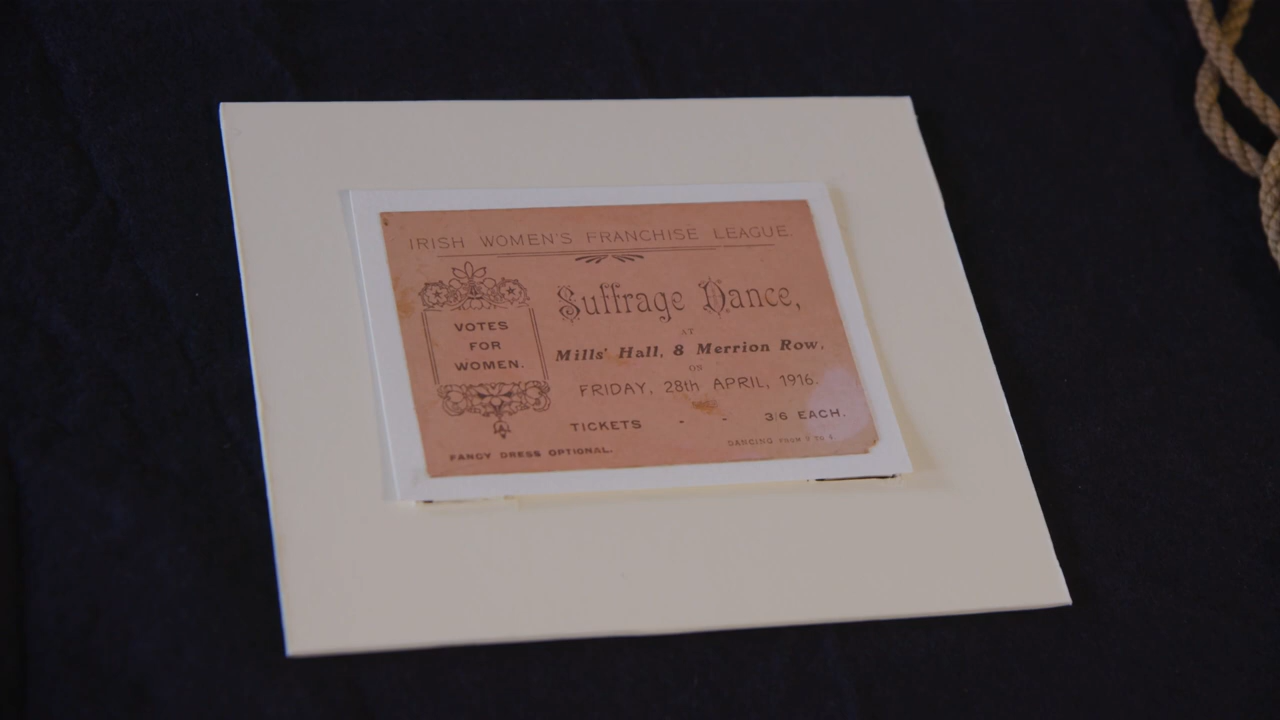 IRISH WOMEN'S FRANCHISE LEAGUE.
VOTES
FOR
WOMEN.
Suffrage Dance,
AT
Mills' Hall, 8 Merrion Row,
ON
FRIDAY, 28th APRIL, 1916.
TICKETS - - 3/6 EACH.
FANCY DRESS OPTIONAL.
DANCING FROM